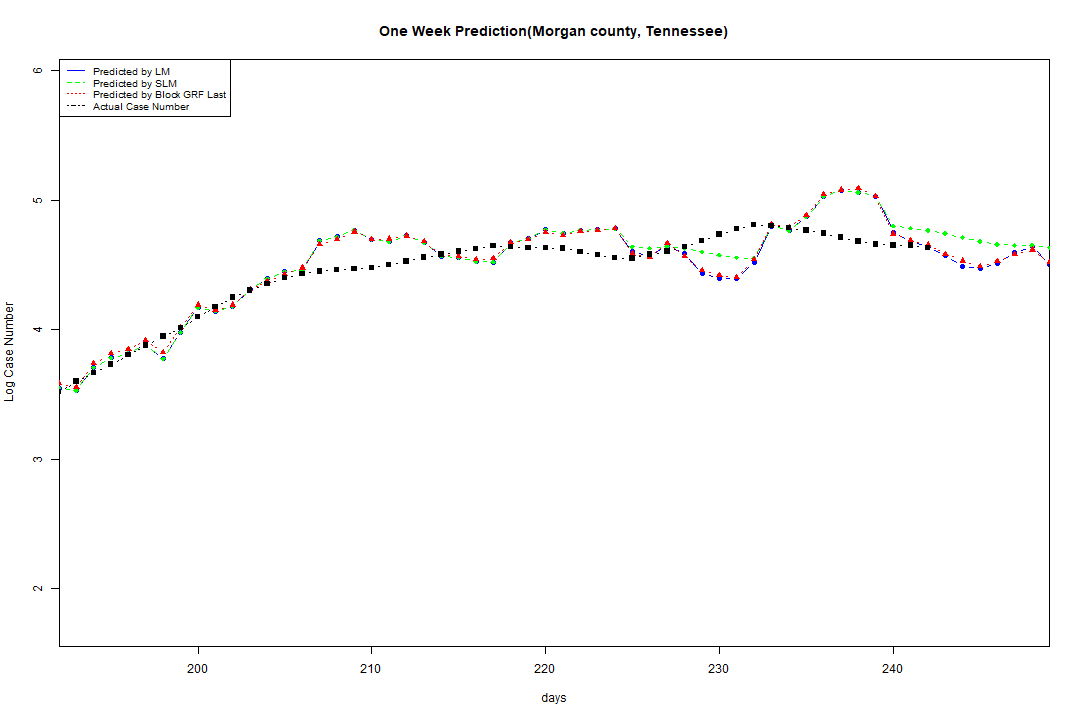 One Week Prediction(Morgan county, Tennessee)
Predicted by LM
Predicted by SLM
Predicted by Block GRF Last
Actual Case Number
6
5
4
3
2
Log Case Number
200 210 220 230 240
days